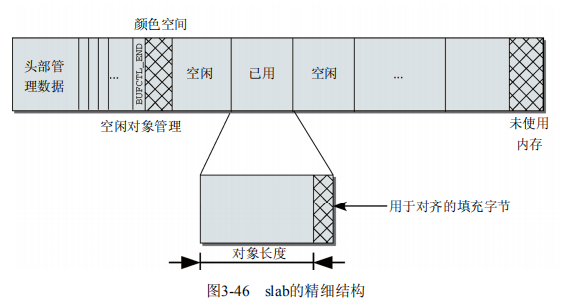 颜色空间
头部管
理数据
...
BUFCTL_END
空闲
已用
空闲
...
空闲对象管理
未使用
内存
用于对齐的填充字节
对象长度
图3-46 slab的精细结构